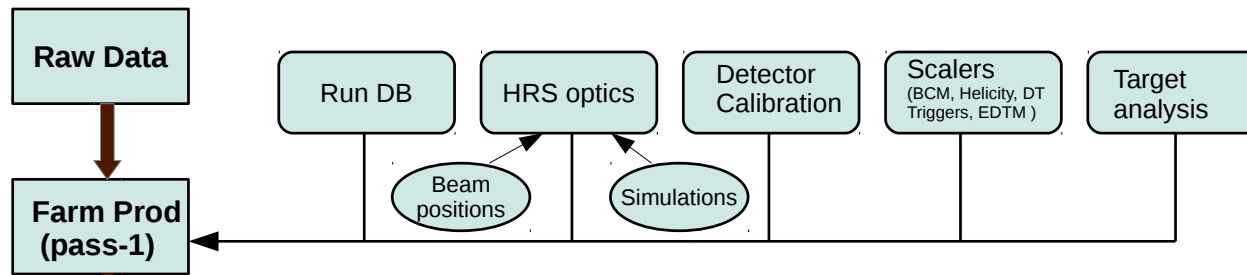 Raw Data
Run DB
HRS optics
Detector
Calibration
Scalers
(BCM, Helicity, DT
Triggers, EDTM )
Target
analysis
Beam
positions
Simulations
Farm Prod
(pass-1)